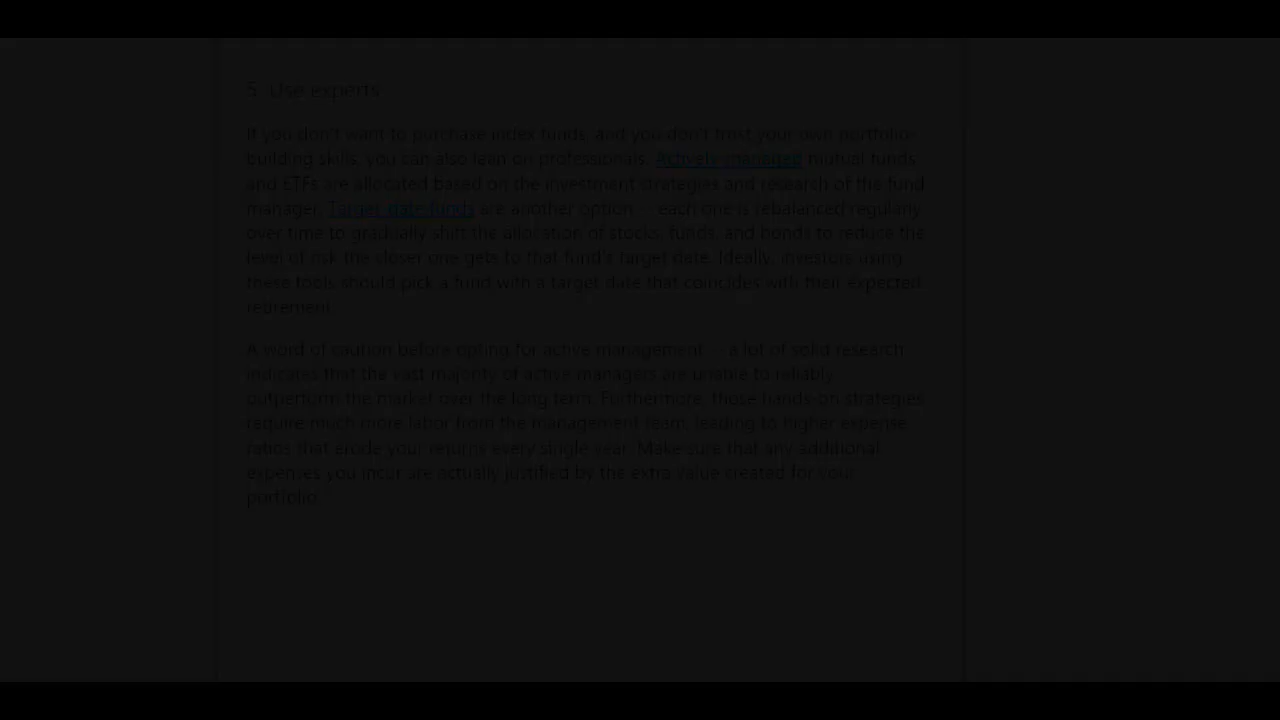 5. Use experts
If you don't want to purchase index funds, and you don't trust your own portfolio-
building skills, you can also lean on professionals. Actively managed mutual funds
and ETFs are allocated based on the investment strategies and research of the fund
manager. Target-date funds are another option — each one is rebalanced regularly
over time to gradually shift the allocation of stocks, funds, and bonds to reduce the
level of risk the closer one gets to that fund's target date. Ideally, investors using
these tools should pick a fund with a target date that coincides with their expected
retirement.
A word of caution before opting for active management — a lot of solid research
indicates that the vast majority of active managers are unable to reliably
outperform the market over the long term. Furthermore, those hands-on strategies
require much more labor from the management team, leading to higher expense
ratios that erode your returns every single year. Make sure that any additional
expenses you incur are actually justified by the extra value created for your
portfolio.